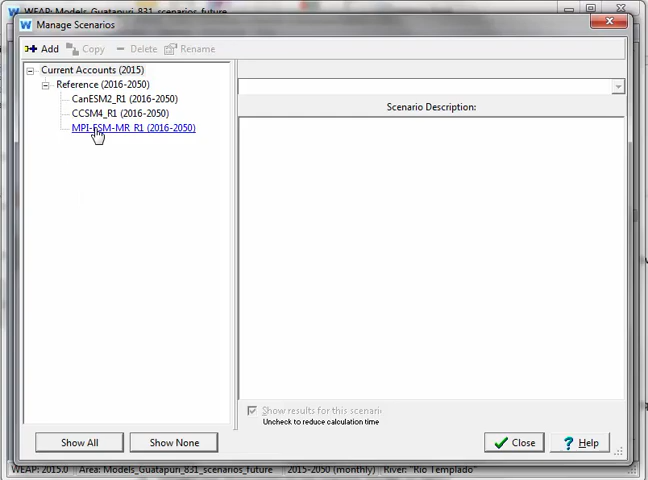 WEAP: Models_Guatapuri_831_scenarios_future
Manage Scenarios
Add Copy Delete Rename
Current Accounts (2015)
Reference (2016-2050)
CanESM2_R1 (2016-2050)
CCSM4_R1 (2016-2050)
MPI-ESM-MR_R1 (2016-2050)
Scenario Description:
Show results for this scenario
Uncheck to reduce calculation time
Show All Show None Close Help
WEAP: 2015.0 Area: Models_Guatapuri_831_scenarios_future 2015-2050 (monthly) River: "Rio Templado"